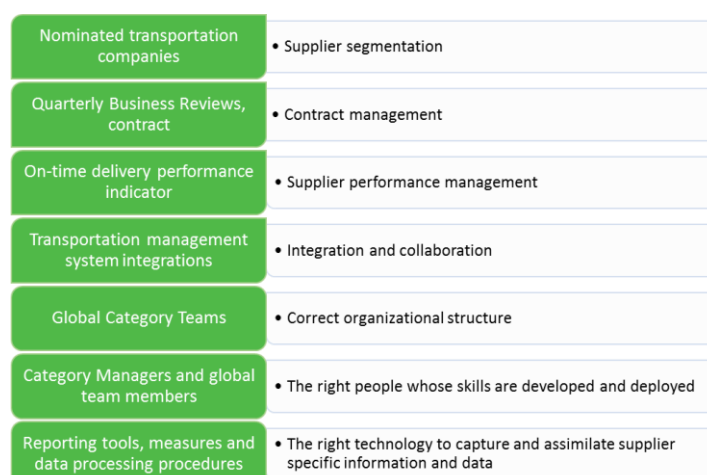 Nominated transportation
companies
• Supplier segmentation
Quarterly Business Reviews,
contract
• Contract management
On-time delivery performance
indicator
• Supplier performance management
Transportation management
system integrations
• Integration and collaboration
Global Category Teams
• Correct organizational structure
Category Managers and global
team members
• The right people whose skills are developed and deployed
Reporting tools, measures and
data processing procedures
• The right technology to capture and assimilate supplier
specific information and data